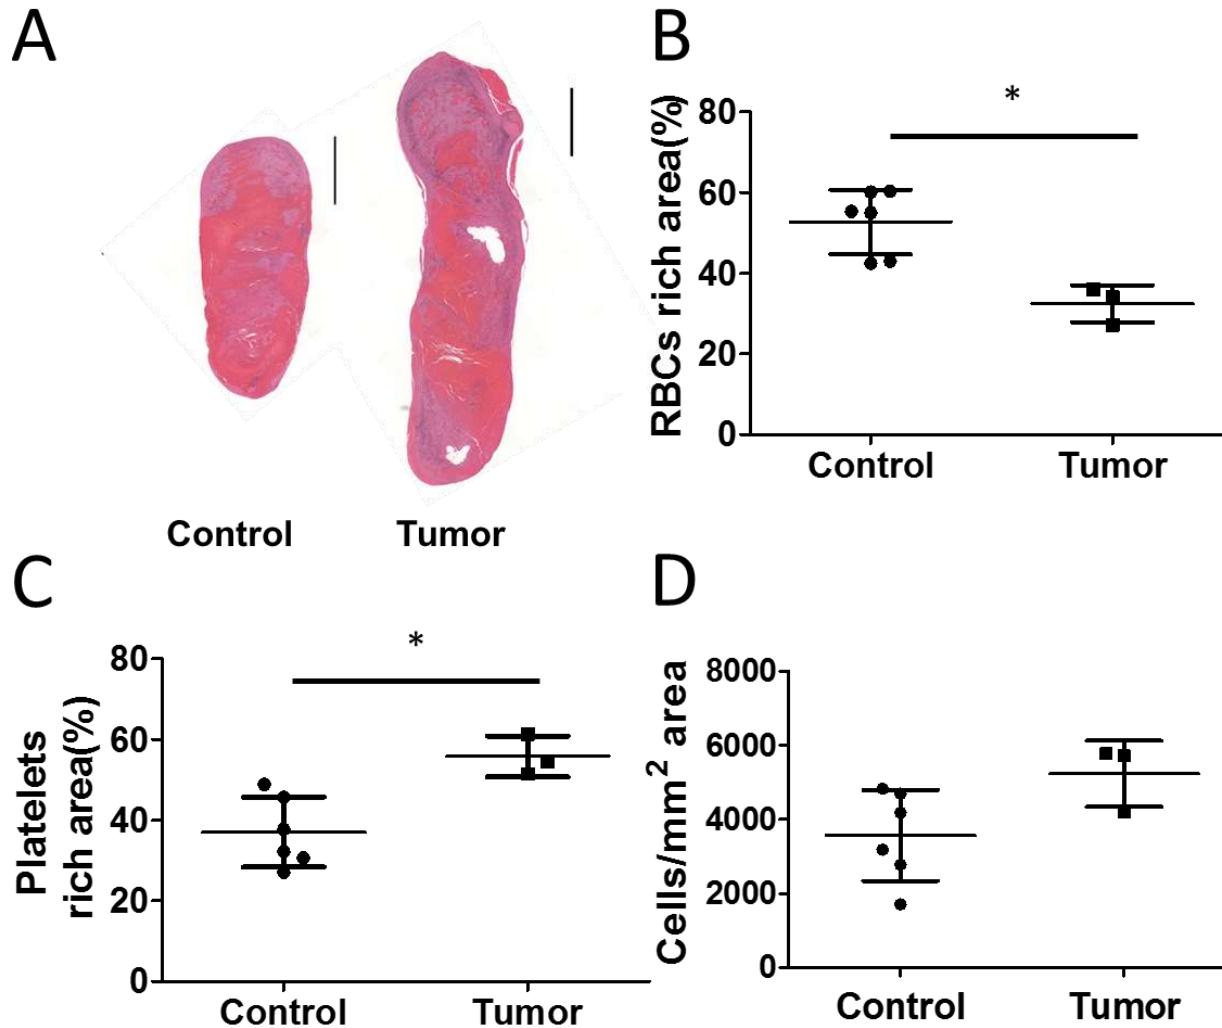 A
Control
Tumor
B
RBCs rich area(%)
*
80
60
40
20
0
Control
Tumor
C
Platelets
rich area(%)
*
80
60
40
20
0
Control
Tumor
D
Cells/mm² area
8000
6000
4000
2000
0
Control
Tumor